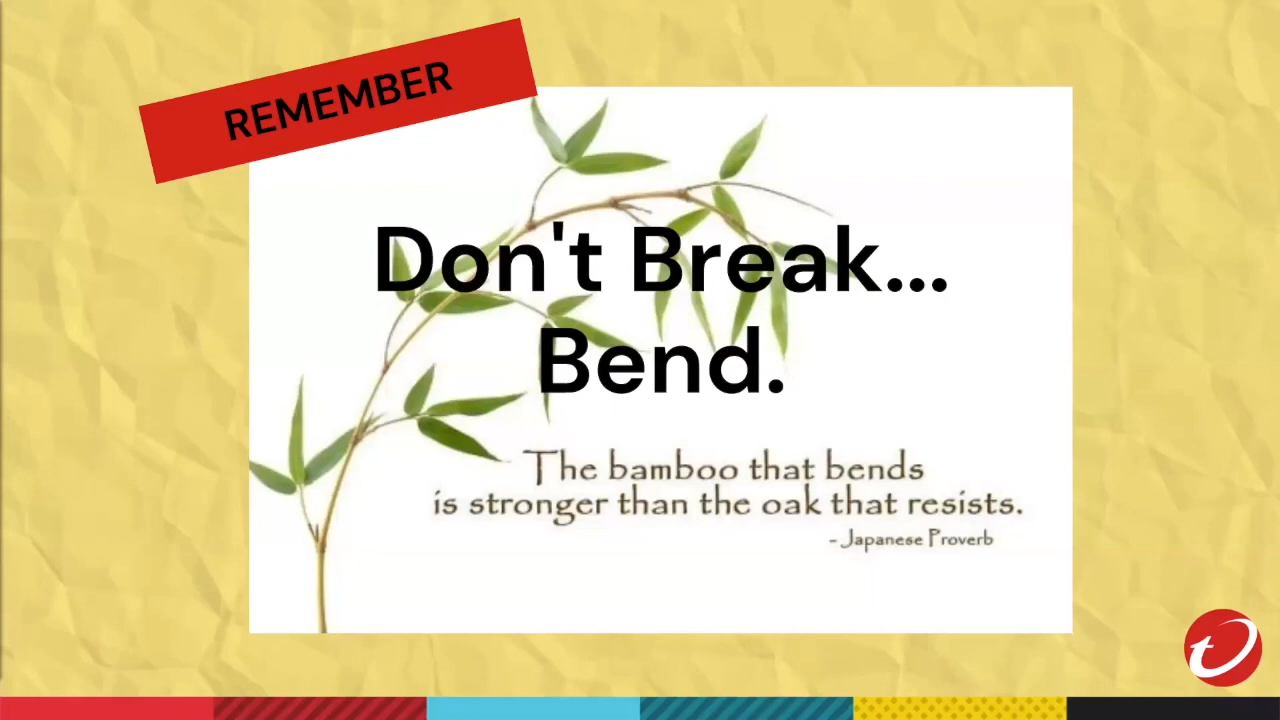 REMEMBER
Don't Break...
Bend.
The bamboo that bends
is stronger than the oak that resists.
- Japanese Proverb